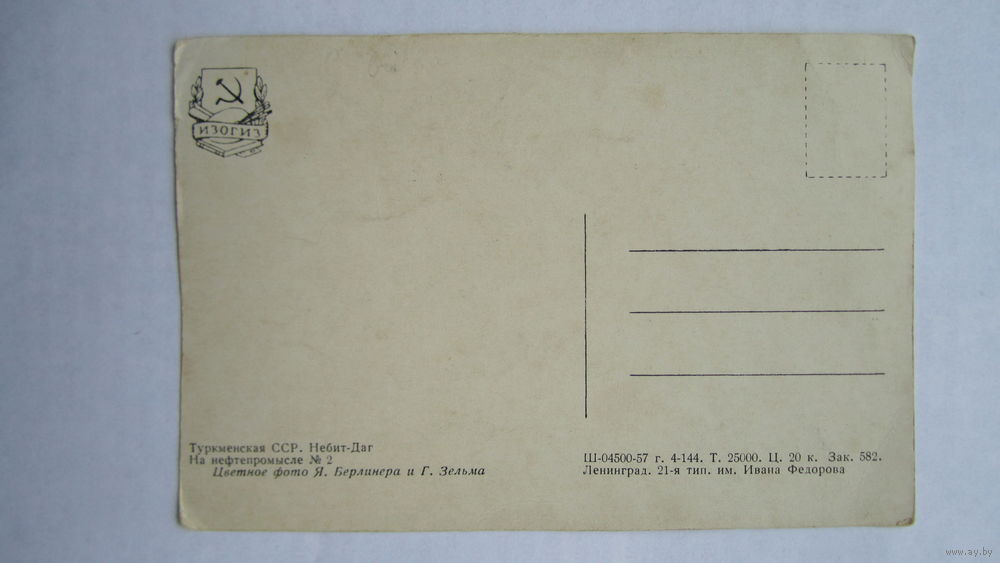 ИЗОГИЗ
Туркменская ССР. Небит-Даг
На нефтепромысле № 2
Цветное фото Я. Берлинера и Г. Зельма
Ш-04500-57 г. 4-144. Т. 25000. Ц. 20 к. Зак. 582.
Ленинград. 21-я тип. им. Ивана Федорова
www.ay.by